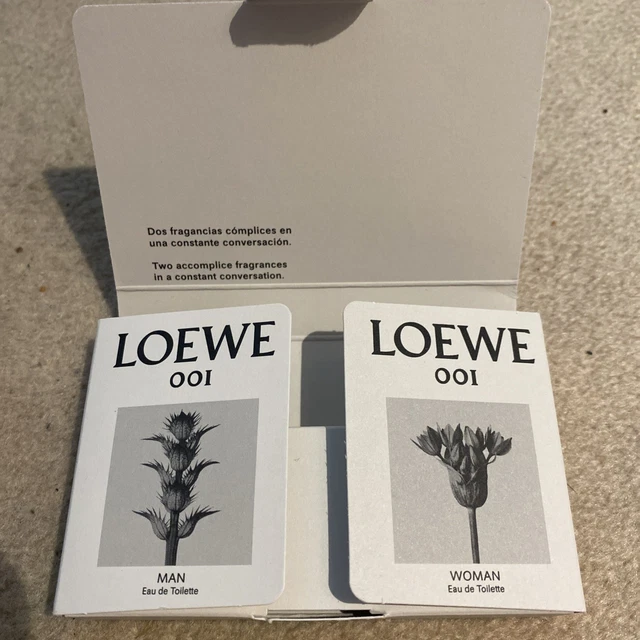 Dos fragancias cómplices en
una constante conversación.
Two accomplice fragrances
in a constant conversation.
LOEWE
001
MAN
Eau de Toilette
LOEWE
001
WOMAN
Eau de Toilette